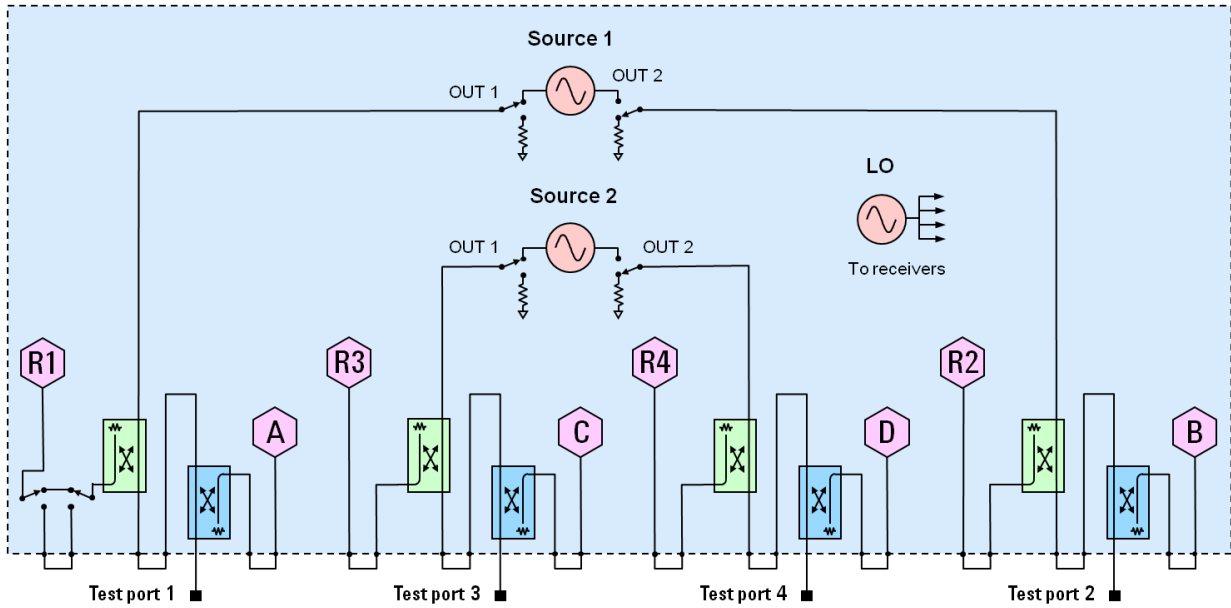 Source 1
OUT 1
OUT 2
LO
Source 2
OUT 1
OUT 2
To receivers
R1
R3
R4
R2
A
C
D
B
Test port 1
Test port 3
Test port 4
Test port 2